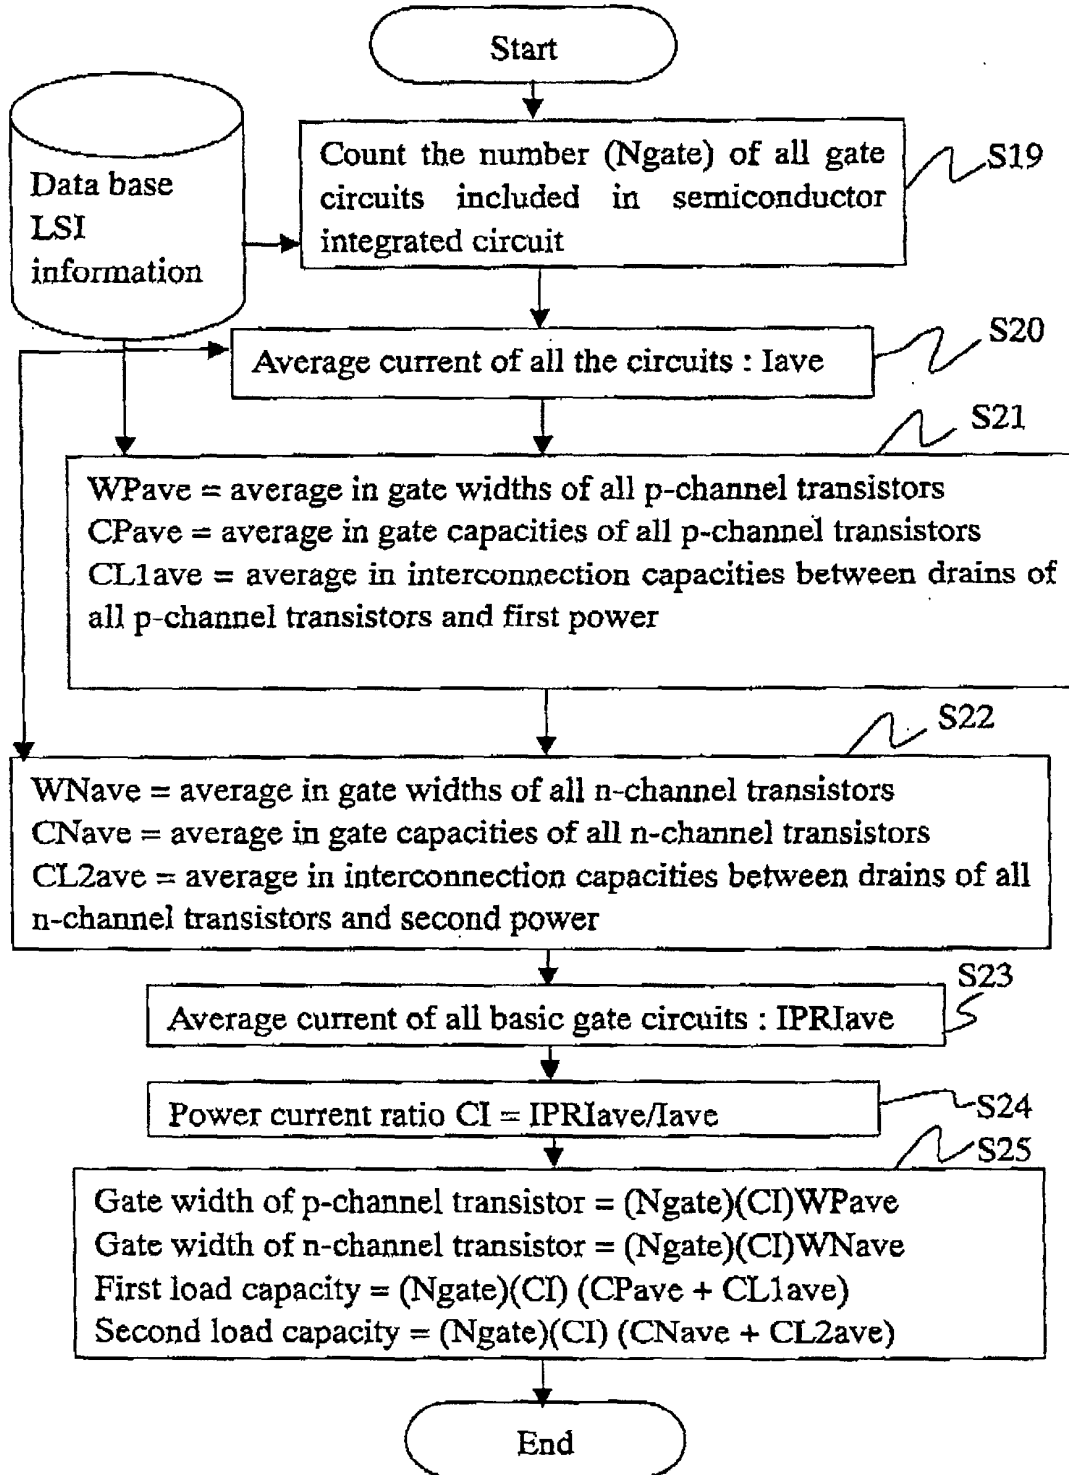 Start
Data base
LSI
information
Count the number (Ngate) of all gate
circuits included in semiconductor
integrated circuit
S19
Average current of all the circuits : Iave
S20
S21
WPave = average in gate widths of all p-channel transistors
CPave = average in gate capacities of all p-channel transistors
CL1ave = average in interconnection capacities between drains of
all p-channel transistors and first power
S22
WNave = average in gate widths of all n-channel transistors
CNave = average in gate capacities of all n-channel transistors
CL2ave = average in interconnection capacities between drains of all
n-channel transistors and second power
S23
Average current of all basic gate circuits : IPRIave
Power current ratio CI = IPRIave/Iave
S24
S25
Gate width of p-channel transistor = (Ngate)(CI)WPave
Gate width of n-channel transistor = (Ngate)(CI)WNave
First load capacity = (Ngate)(CI) (CPave + CL1ave)
Second load capacity = (Ngate)(CI) (CNave + CL2ave)
End